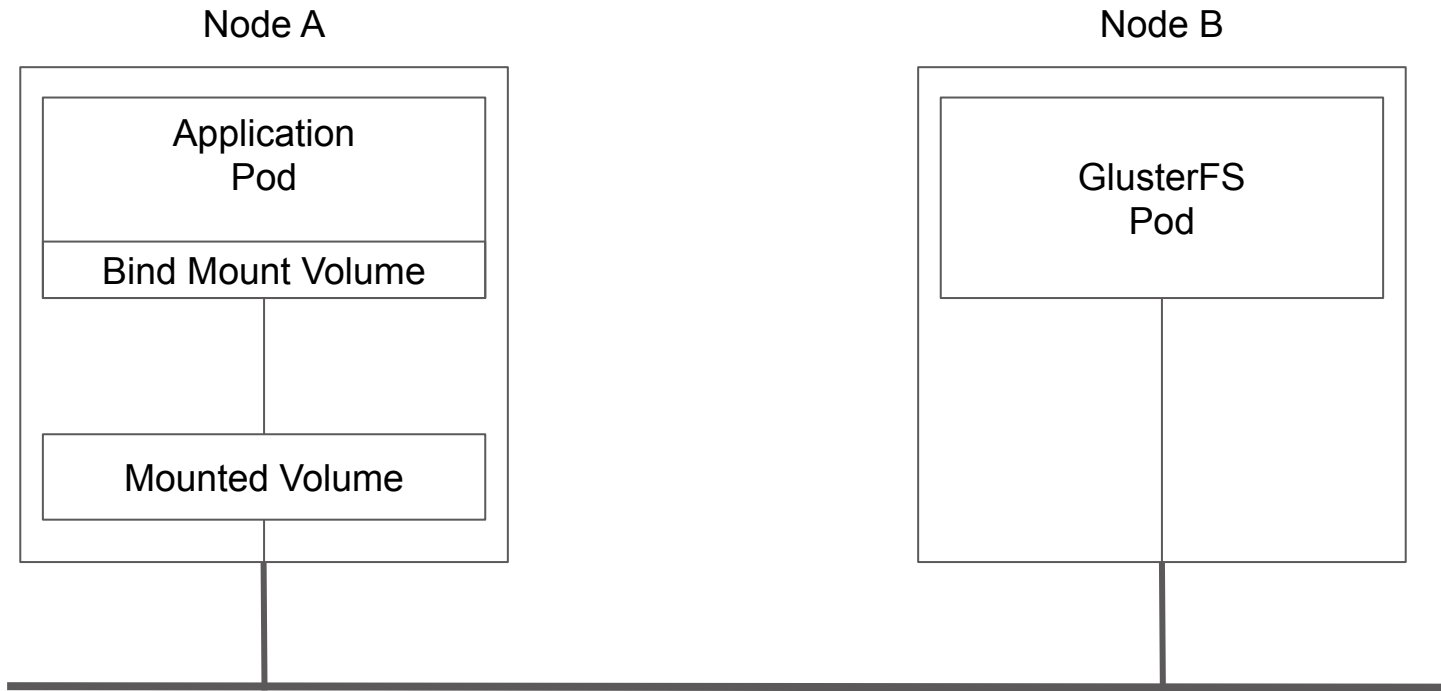 Node A
Node B
Application
Pod
GlusterFS
Pod
Bind Mount Volume
Mounted Volume